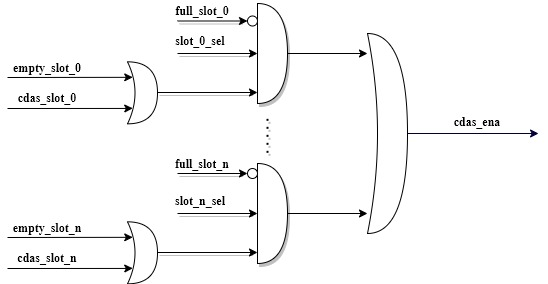 full_slot_0
slot_0_sel
empty_slot_0
cdas_slot_0
cdas_ena
full_slot_n
slot_n_sel
empty_slot_n
cdas_slot_n